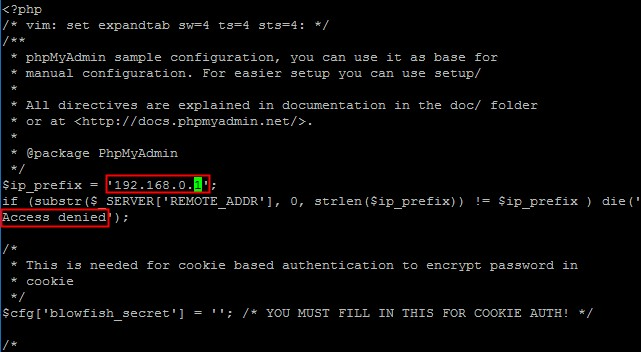 <?php
/* vim: set expandtab sw=4 ts=4 sts=4: */
/**
 * phpMyAdmin sample configuration, you can use it as base for
 * manual configuration. For easier setup you can use setup/
 *
 * All directives are explained in documentation in the doc/ folder
 * or at <http://docs.phpmyadmin.net/>.
 *
 * @package PhpMyAdmin
 */
$ip_prefix = '192.168.0.1';
if (substr($_SERVER['REMOTE_ADDR'], 0, strlen($ip_prefix)) != $ip_prefix ) die('
Access denied');
/*
 * This is needed for cookie based authentication to encrypt password in
 * cookie
 */
$cfg['blowfish_secret'] = ''; /* YOU MUST FILL IN THIS FOR COOKIE AUTH! */
/*